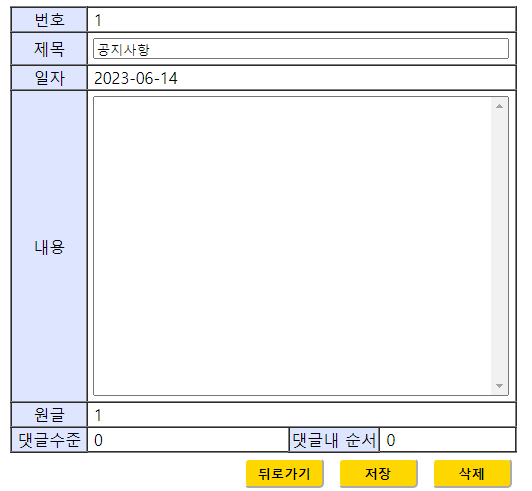 번호 1
제목 공지사항
일자 2023-06-14
내용
원글 1
댓글수준 0 댓글내 순서 0
뒤로가기 저장 삭제